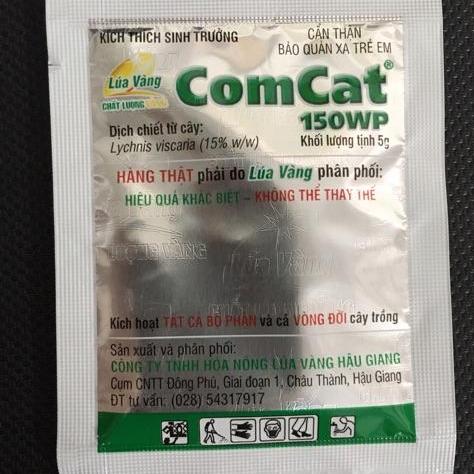 KÍCH THÍCH SINH TRƯỞNG
CẨN THẬN
BẢO QUẢN XA TRẺ EM
Lúa Vàng
CHẤT LƯỢNG VÀNG
ComCat®
150WP
Dịch chiết từ cây:
Lychnis viscaria (15% w/w)
Khối lượng tịnh 5g
HÀNG THẬT phải do Lúa Vàng phân phối:
HIỆU QUẢ KHÁC BIỆT – KHÔNG THỂ THAY THẾ
Lúa Vàng
Kích hoạt TẤT CẢ BỘ PHẬN và cả VÒNG ĐỜI cây trồng
Sản xuất và phân phối:
CÔNG TY TNHH HÓA NÔNG LÚA VÀNG HẬU GIANG
Cụm CNTT Đông Phú, Giai đoạn 1, Châu Thành, Hậu Giang
ĐT tư vấn: (028) 54317917